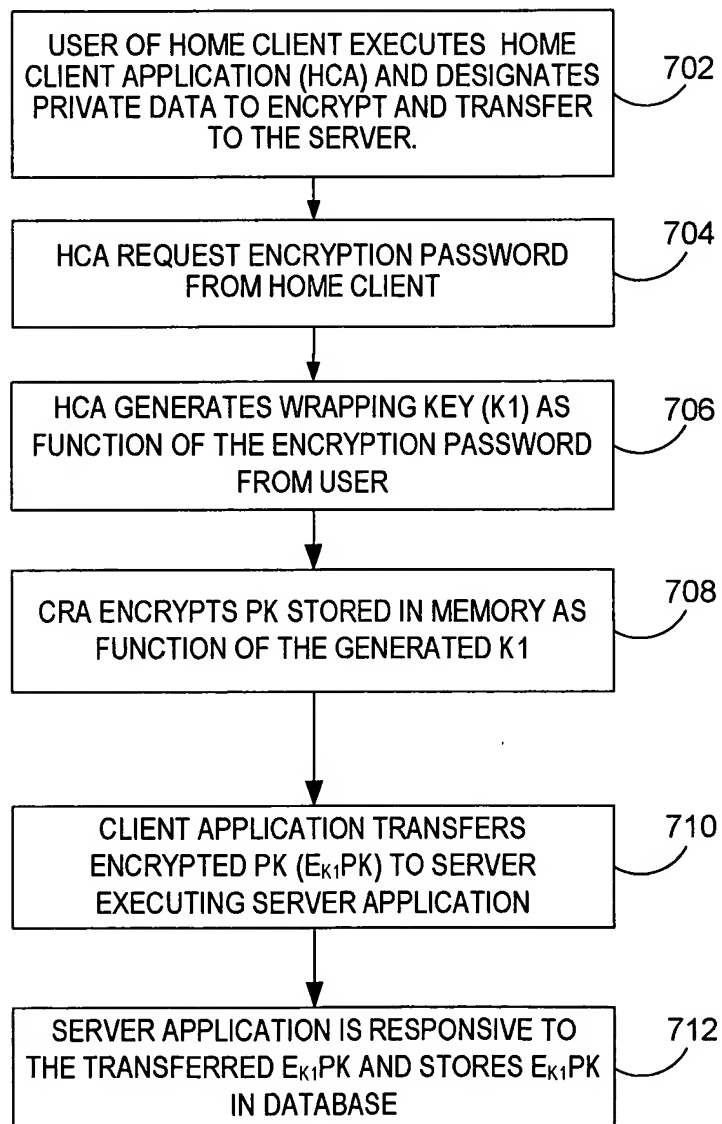 USER OF HOME CLIENT EXECUTES HOME
CLIENT APPLICATION (HCA) AND DESIGNATES
PRIVATE DATA TO ENCRYPT AND TRANSFER
TO THE SERVER.
702
HCA REQUEST ENCRYPTION PASSWORD
FROM HOME CLIENT
704
HCA GENERATES WRAPPING KEY (K1) AS
FUNCTION OF THE ENCRYPTION PASSWORD
FROM USER
706
CRA ENCRYPTS PK STORED IN MEMORY AS
FUNCTION OF THE GENERATED K1
708
CLIENT APPLICATION TRANSFERS
ENCRYPTED PK (EK1PK) TO SERVER
EXECUTING SERVER APPLICATION
710
SERVER APPLICATION IS RESPONSIVE TO
THE TRANSFERRED EK1PK AND STORES EK1PK
IN DATABASE
712